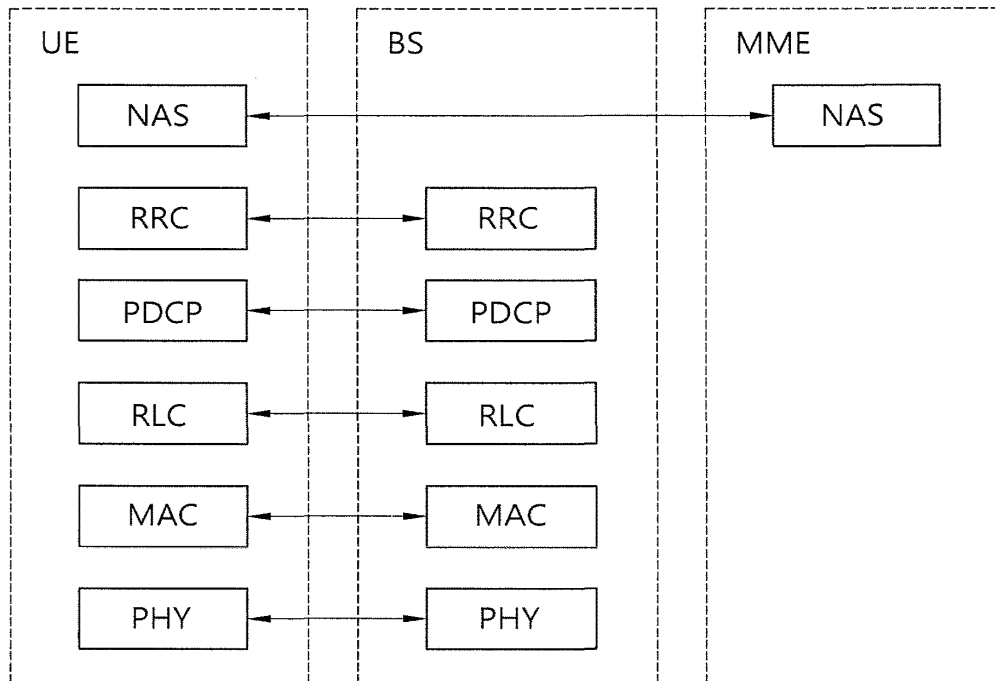 UE BS MME
NAS NAS
RRC RRC
PDCP PDCP
RLC RLC
MAC MAC
PHY PHY